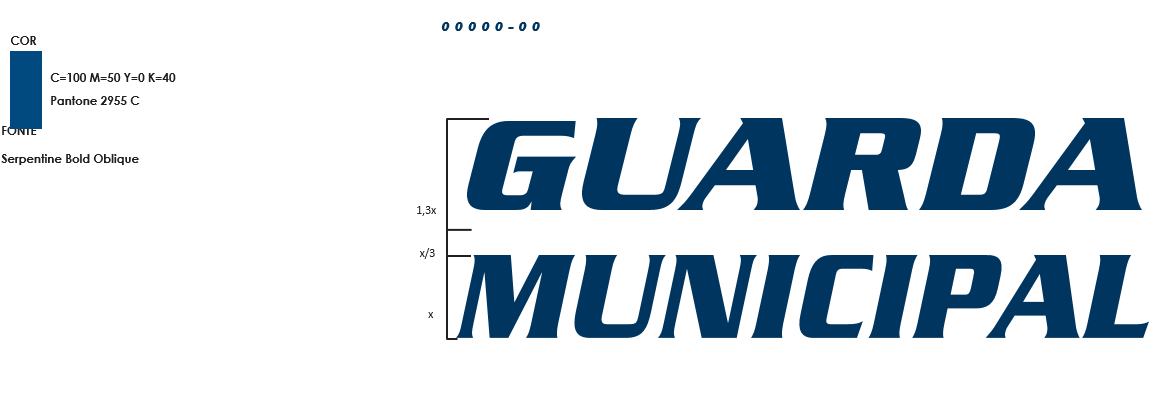 00000-00
COR
C=100 M=50 Y=0 K=40
Pantone 2955 C
FONTE
Serpentine Bold Oblique
GUARDA
1,3x
x/3
MUNICIPAL
x